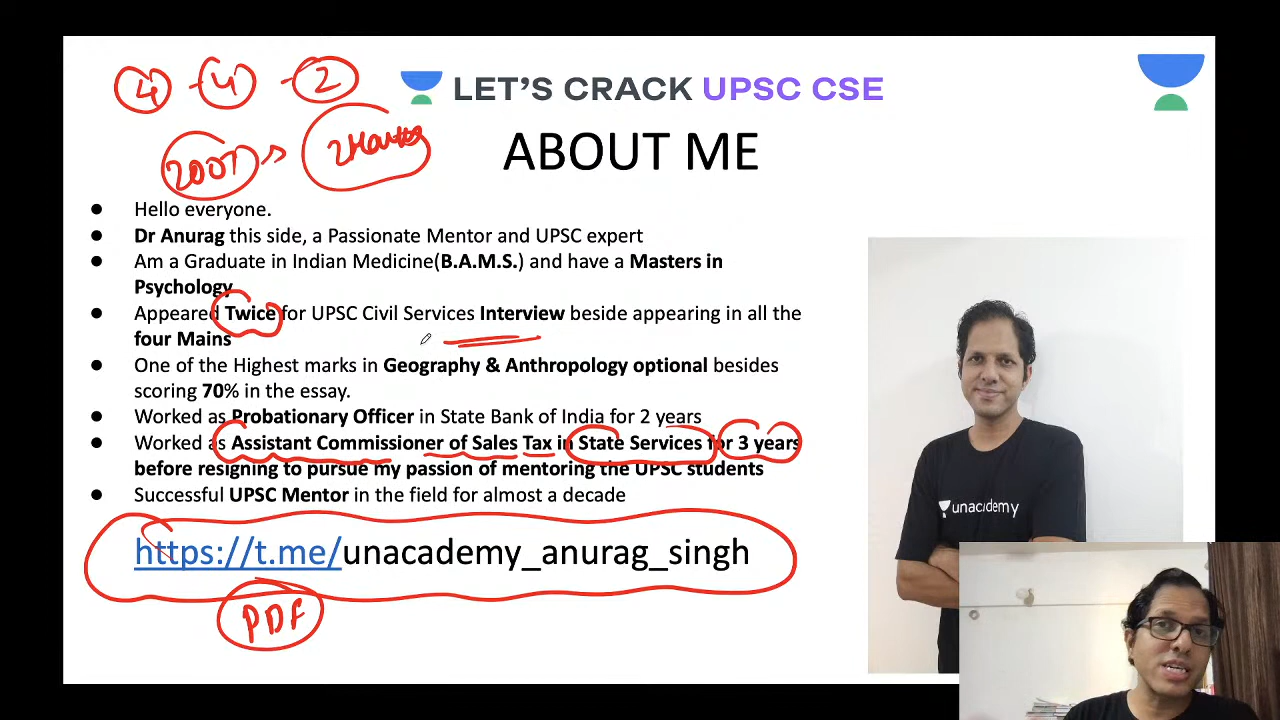 4 - 4 - 2
LET'S CRACK UPSC CSE
2007 ->
ABOUT ME
● Hello everyone.
● Dr Anurag this side, a Passionate Mentor and UPSC expert
● Am a Graduate in Indian Medicine(B.A.M.S.) and have a Masters in
Psychology
● Appeared Twice for UPSC Civil Services Interview beside appearing in all the
four Mains
● One of the Highest marks in Geography & Anthropology optional besides
scoring 70% in the essay.
● Worked as Probationary Officer in State Bank of India for 2 years
● Worked as Assistant Commissioner of Sales Tax in State Services for 3 years
before resigning to pursue my passion of mentoring the UPSC students
● Successful UPSC Mentor in the field for almost a decade
https://t.me/unacademy_anurag_singh
PDF
unacademy